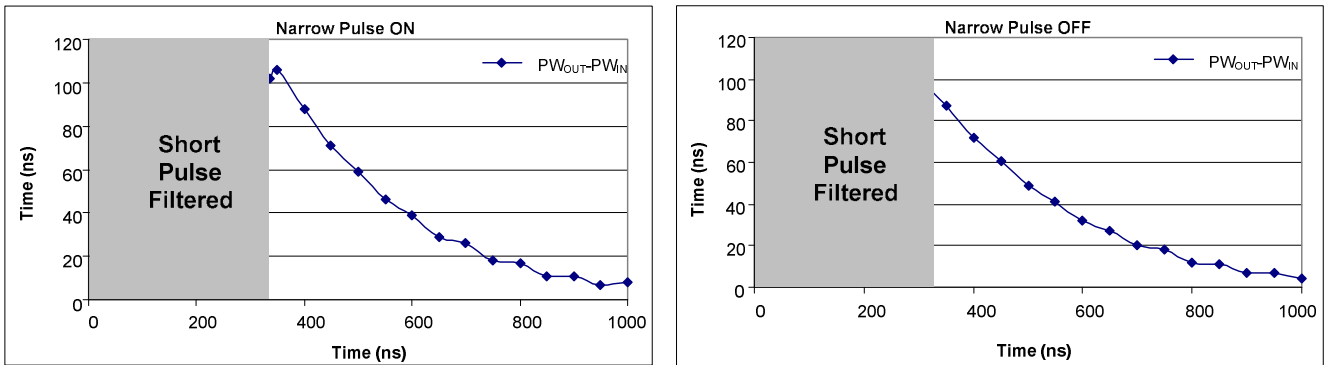 Narrow Pulse ON
120
100
80
60
40
20
0
Time (ns)
Short
Pulse
Filtered
PWOUT-PWIN
0 200 400 600 800 1000
Time (ns)
Narrow Pulse OFF
120
100
80
60
40
20
0
Time (ns)
Short
Pulse
Filtered
PWOUT-PWIN
0 200 400 600 800 1000
Time (ns)